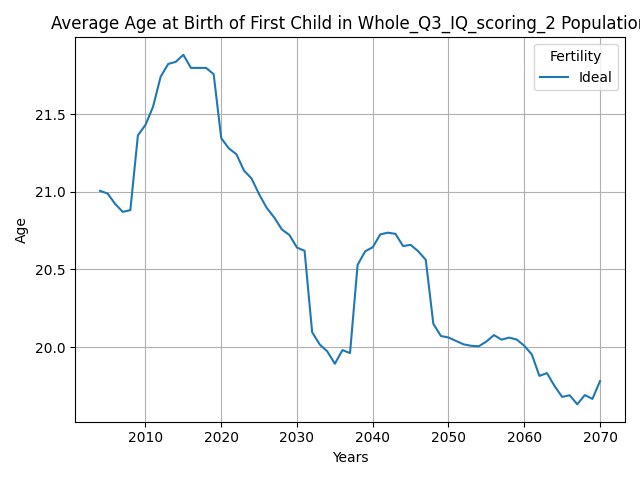 Average Age at Birth of First Child in Whole_Q3_IQ_scoring_2 Population
Fertility
Ideal
21.5
21.0
20.5
20.0
Age
2010 2020 2030 2040 2050 2060 2070
Years